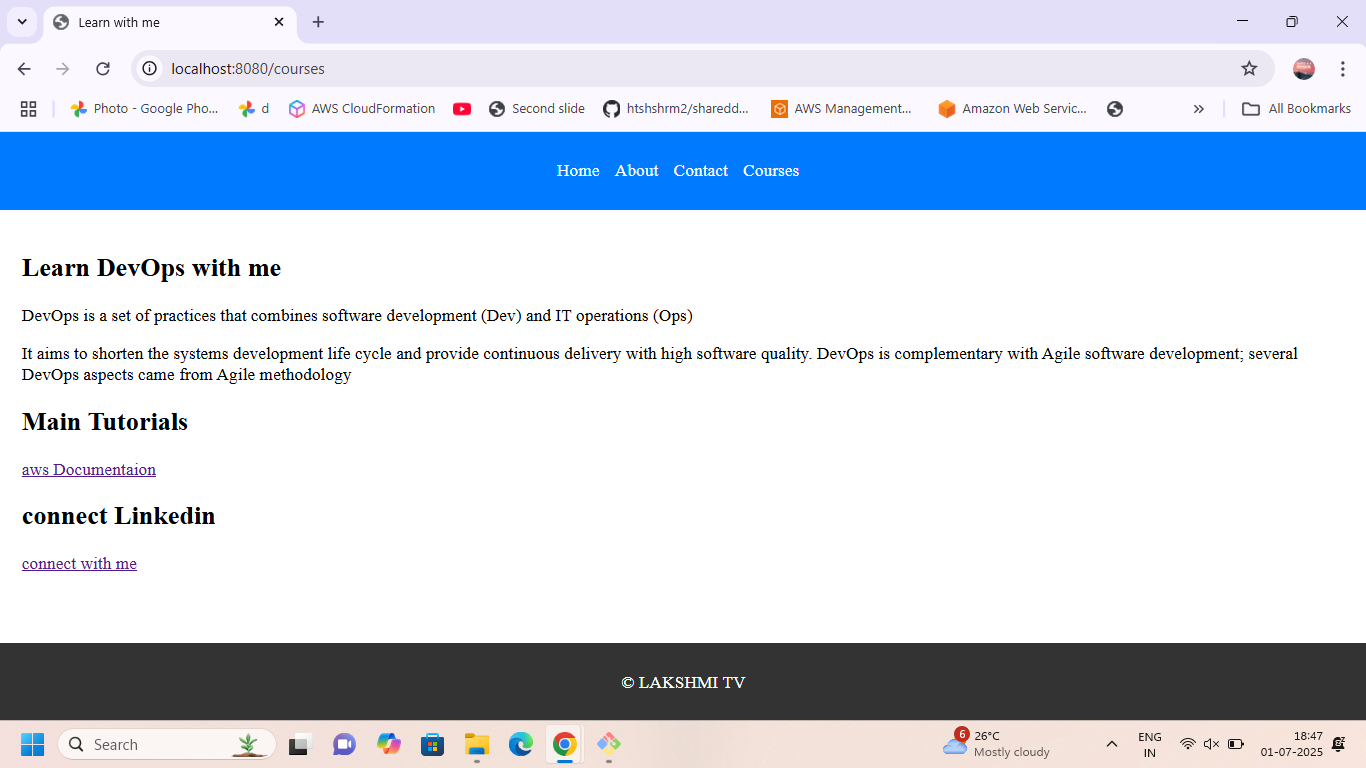 Learn with me
localhost:8080/courses
Photo - Google Pho...
d
AWS CloudFormation
Second slide
htshshrm2/sharedd...
AWS Management...
Amazon Web Servic...
All Bookmarks
Home About Contact Courses
Learn DevOps with me
DevOps is a set of practices that combines software development (Dev) and IT operations (Ops)
It aims to shorten the systems development life cycle and provide continuous delivery with high software quality. DevOps is complementary with Agile software development; several
DevOps aspects came from Agile methodology
Main Tutorials
aws Documentaion
connect Linkedin
connect with me
© LAKSHMI TV
Search
6
26°C
Mostly cloudy
ENG
IN
18:47
01-07-2025